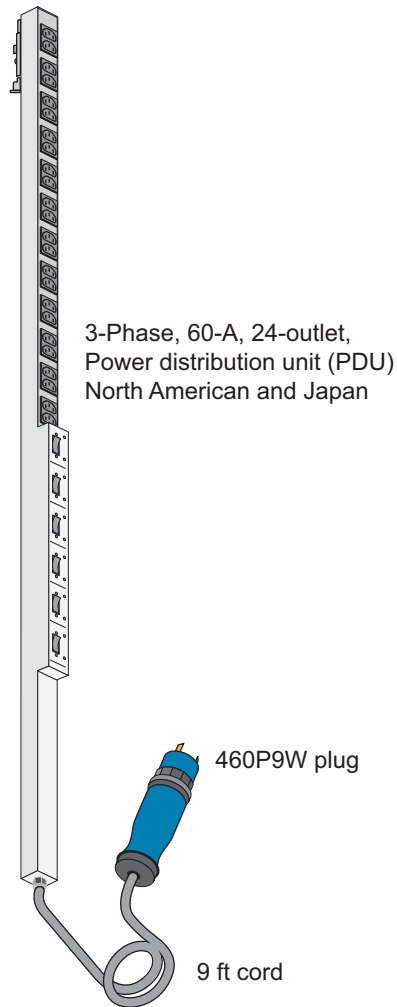 3-Phase, 60-A, 24-outlet,
Power distribution unit (PDU)
North American and Japan
460P9W plug
9 ft cord